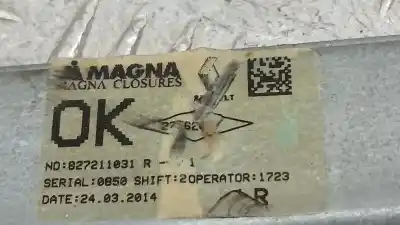 MAGNA
MAGNA CLOSURES
OK
NO:827211031 R
SERIAL:0850 SHIFT:2OPERATOR:1723
DATE:24.03.2014
R